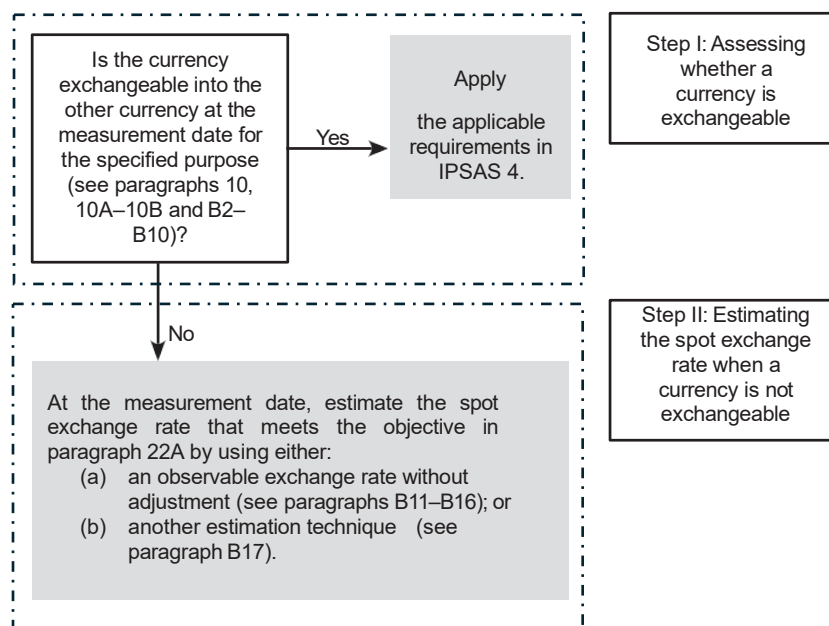 Is the currency
exchangeable into the
other currency at the
measurement date for
the specified purpose
(see paragraphs 10,
10A–10B and B2–
B10)?
Yes
Apply
the applicable
requirements in
IPSAS 4.
Step I: Assessing
whether a
currency is
exchangeable
No
At the measurement date, estimate the spot
exchange rate that meets the objective in
paragraph 22A by using either:
(a) an observable exchange rate without
adjustment (see paragraphs B11–B16); or
(b) another estimation technique (see
paragraph B17).
Step II: Estimating
the spot exchange
rate when a
currency is not
exchangeable